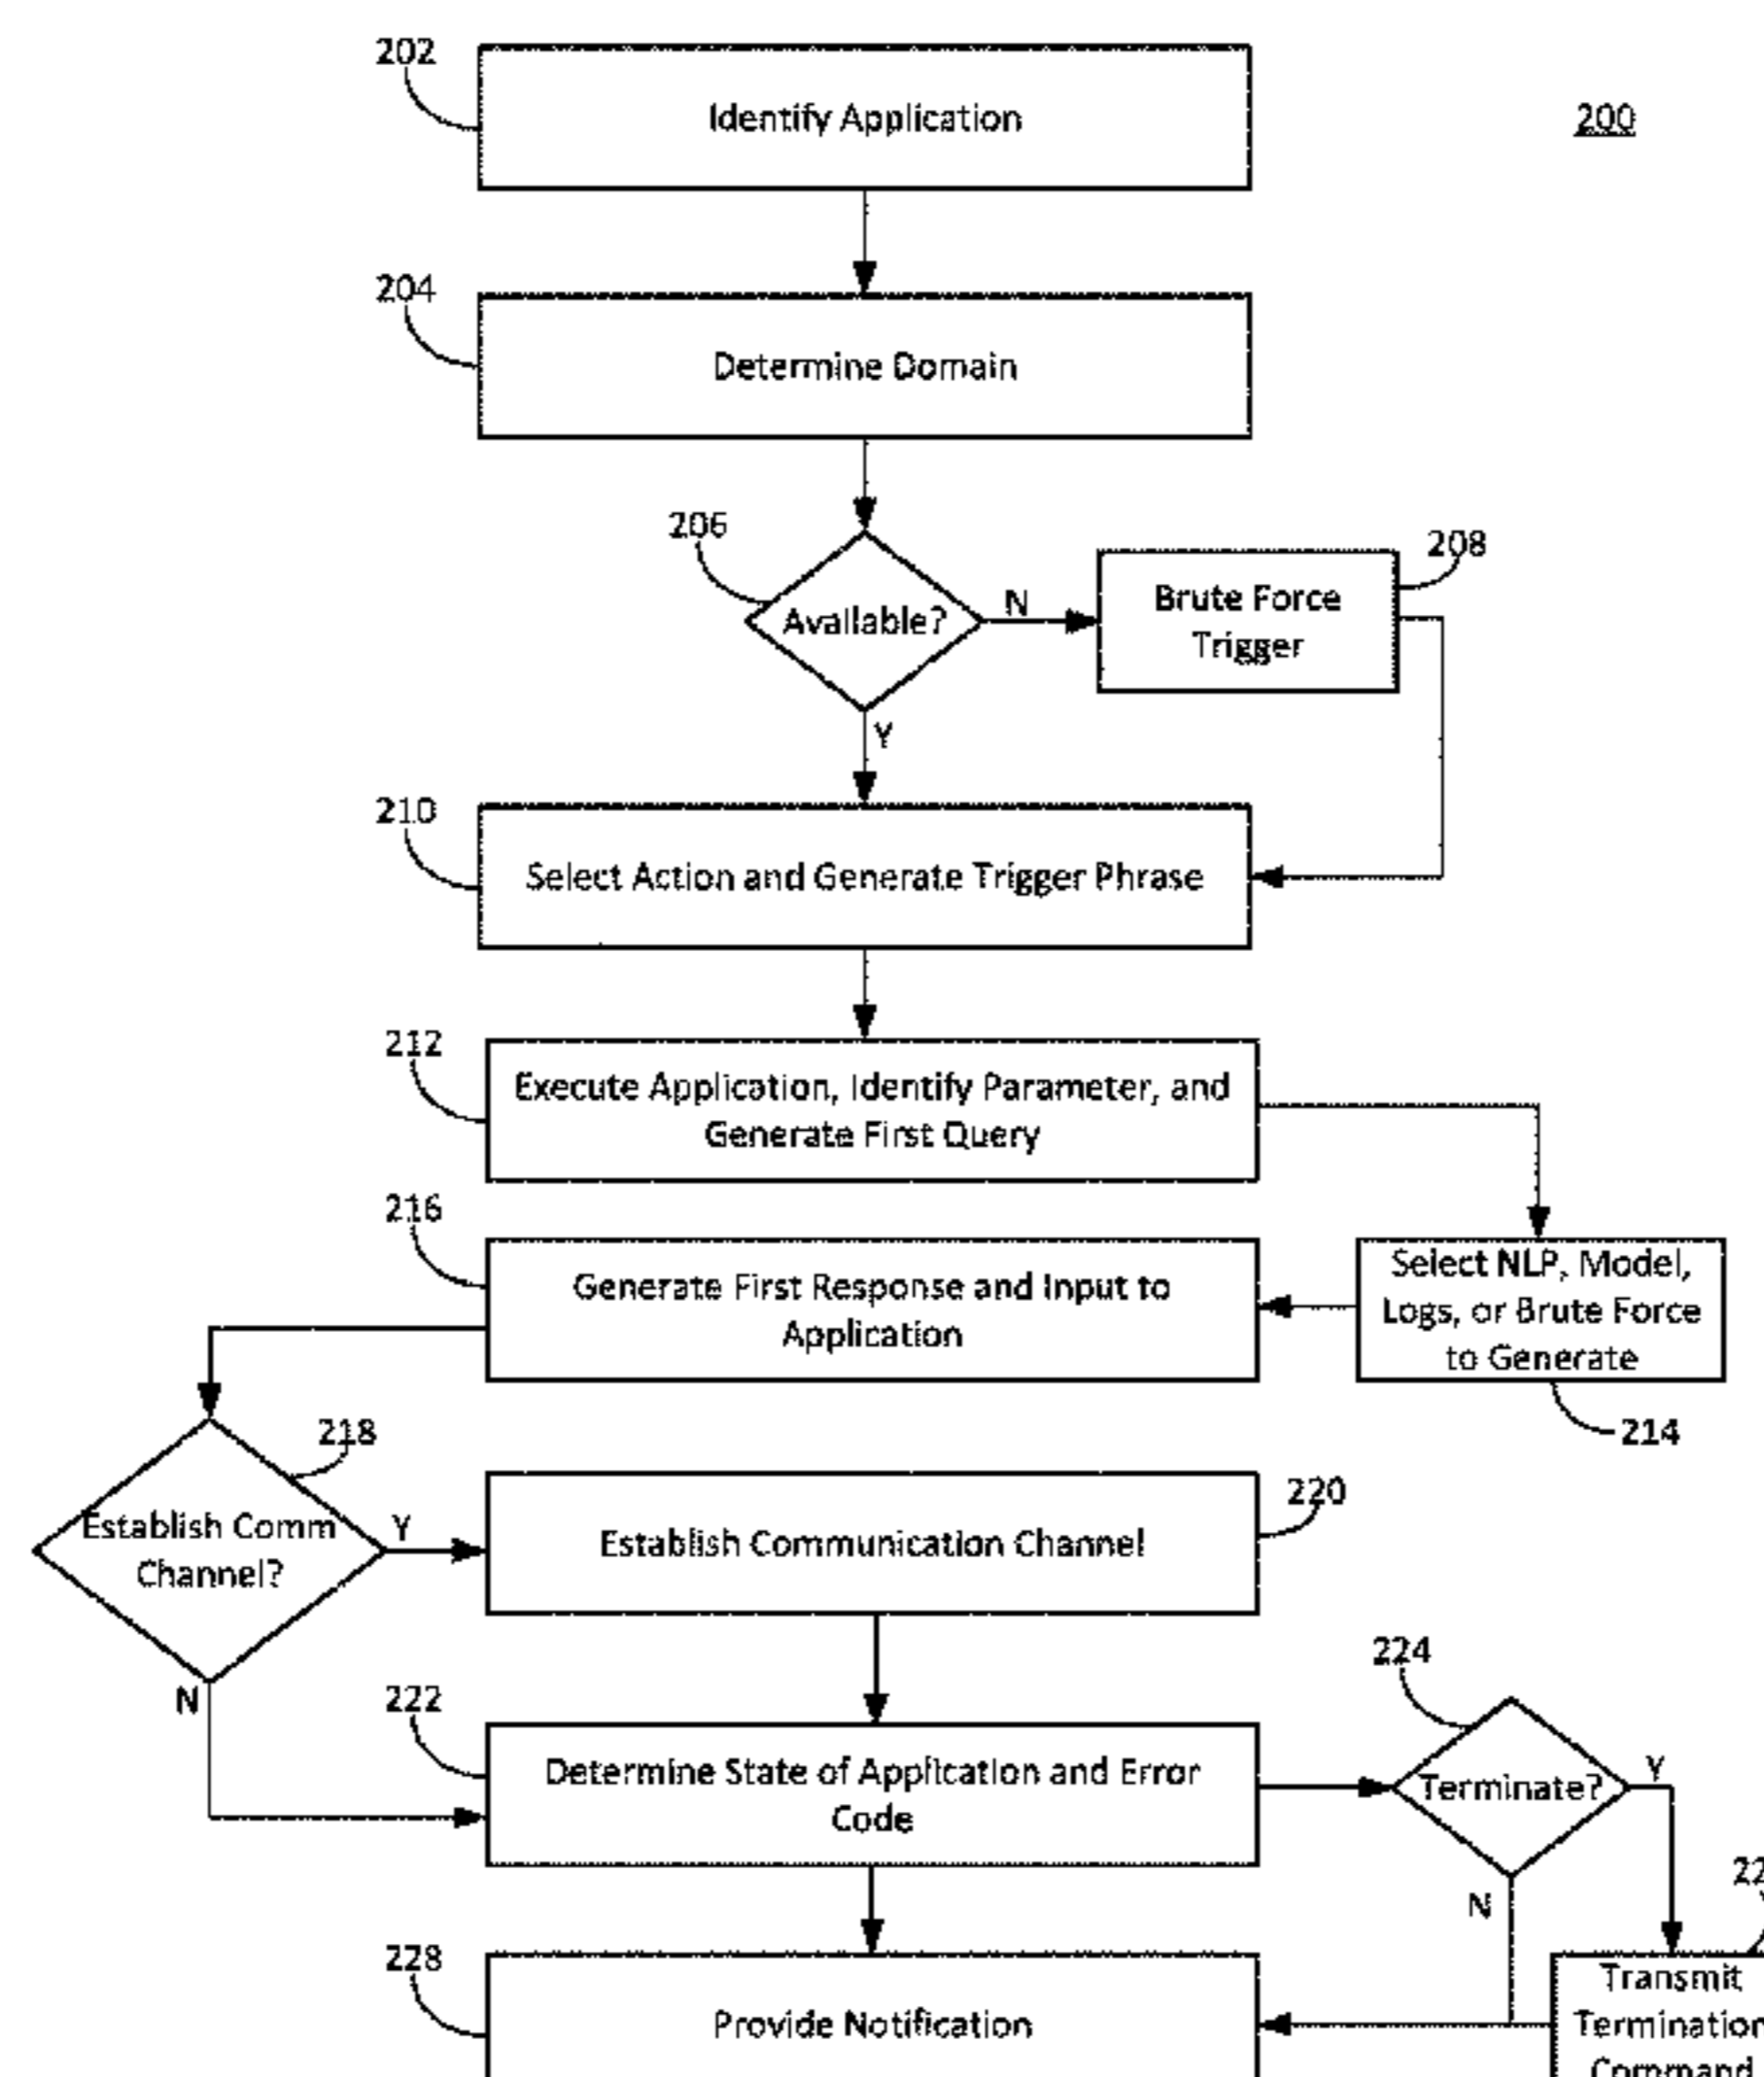 202
Identify Application
200
204
Determine Domain
206
Available?
N
208
Brute Force
Trigger
Y
210
Select Action and Generate Trigger Phrase
212
Execute Application, Identify Parameter, and
Generate First Query
216
Generate First Response and Input to
Application
Select NLP, Model,
Logs, or Brute Force
to Generate
214
218
Establish Comm
Channel?
Y
N
Establish Communication Channel
220
222
Determine State of Application and Error
Code
224
Terminate?
Y
N
228
Provide Notification
Transmit
Termination
Command